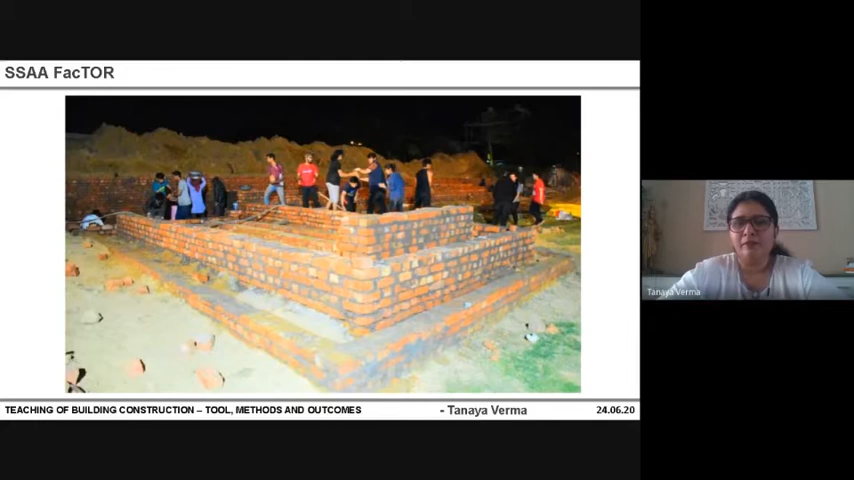 SSAA FacTOR
TEACHING OF BUILDING CONSTRUCTION – TOOL, METHODS AND OUTCOMES
- Tanaya Verma
24.06.20
Tanaya Verma